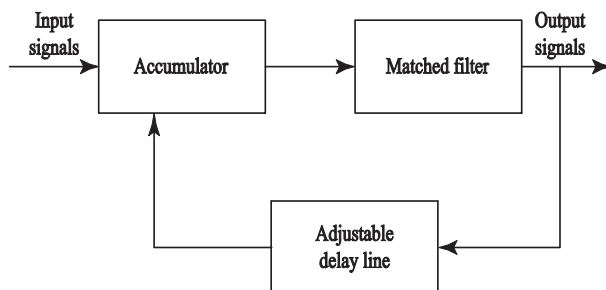 Input
signals
Accumulator
Matched filter
Output
signals
Adjustable
delay line